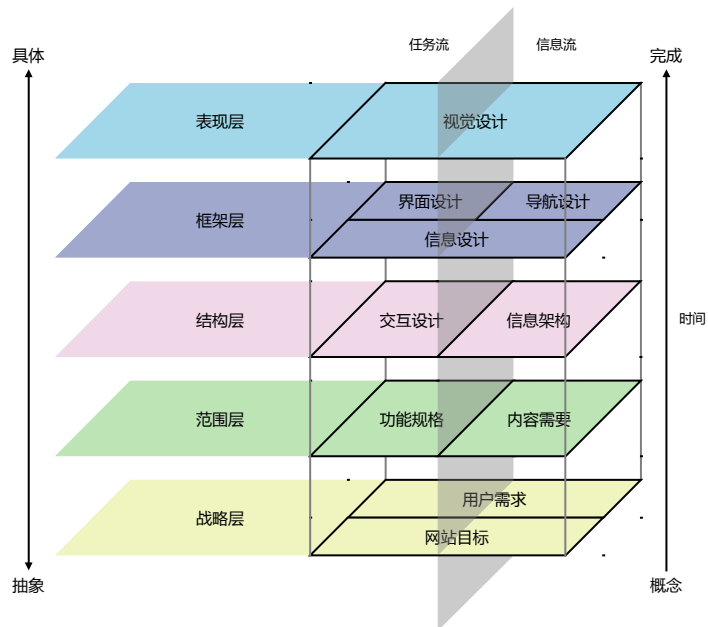 任务流
信息流
具体
完成
表现层
视觉设计
框架层
界面设计
导航设计
信息设计
结构层
交互设计
信息架构
时间
范围层
功能规格
内容需要
战略层
用户需求
网站目标
抽象
概念